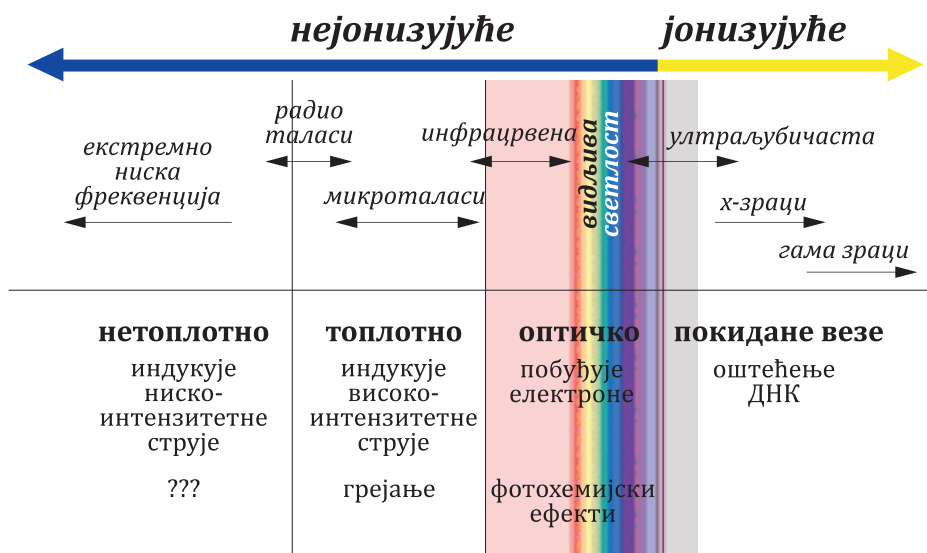 нејонизујуће
јонизујуће
екстремно
ниска
фреквенција
радио
таласи
микроталаси
инфрацрвена
видљива
светлост
ултраљубичаста
х-зраци
гама зраци
нетоплотно
индукује
ниско-
интензитетне
струје
???
топлотно
индукује
високо-
интензитетне
струје
грејање
оптичко
побуђује
електроне
фотохемијски
ефекти
покидане везе
оштећење
ДНК